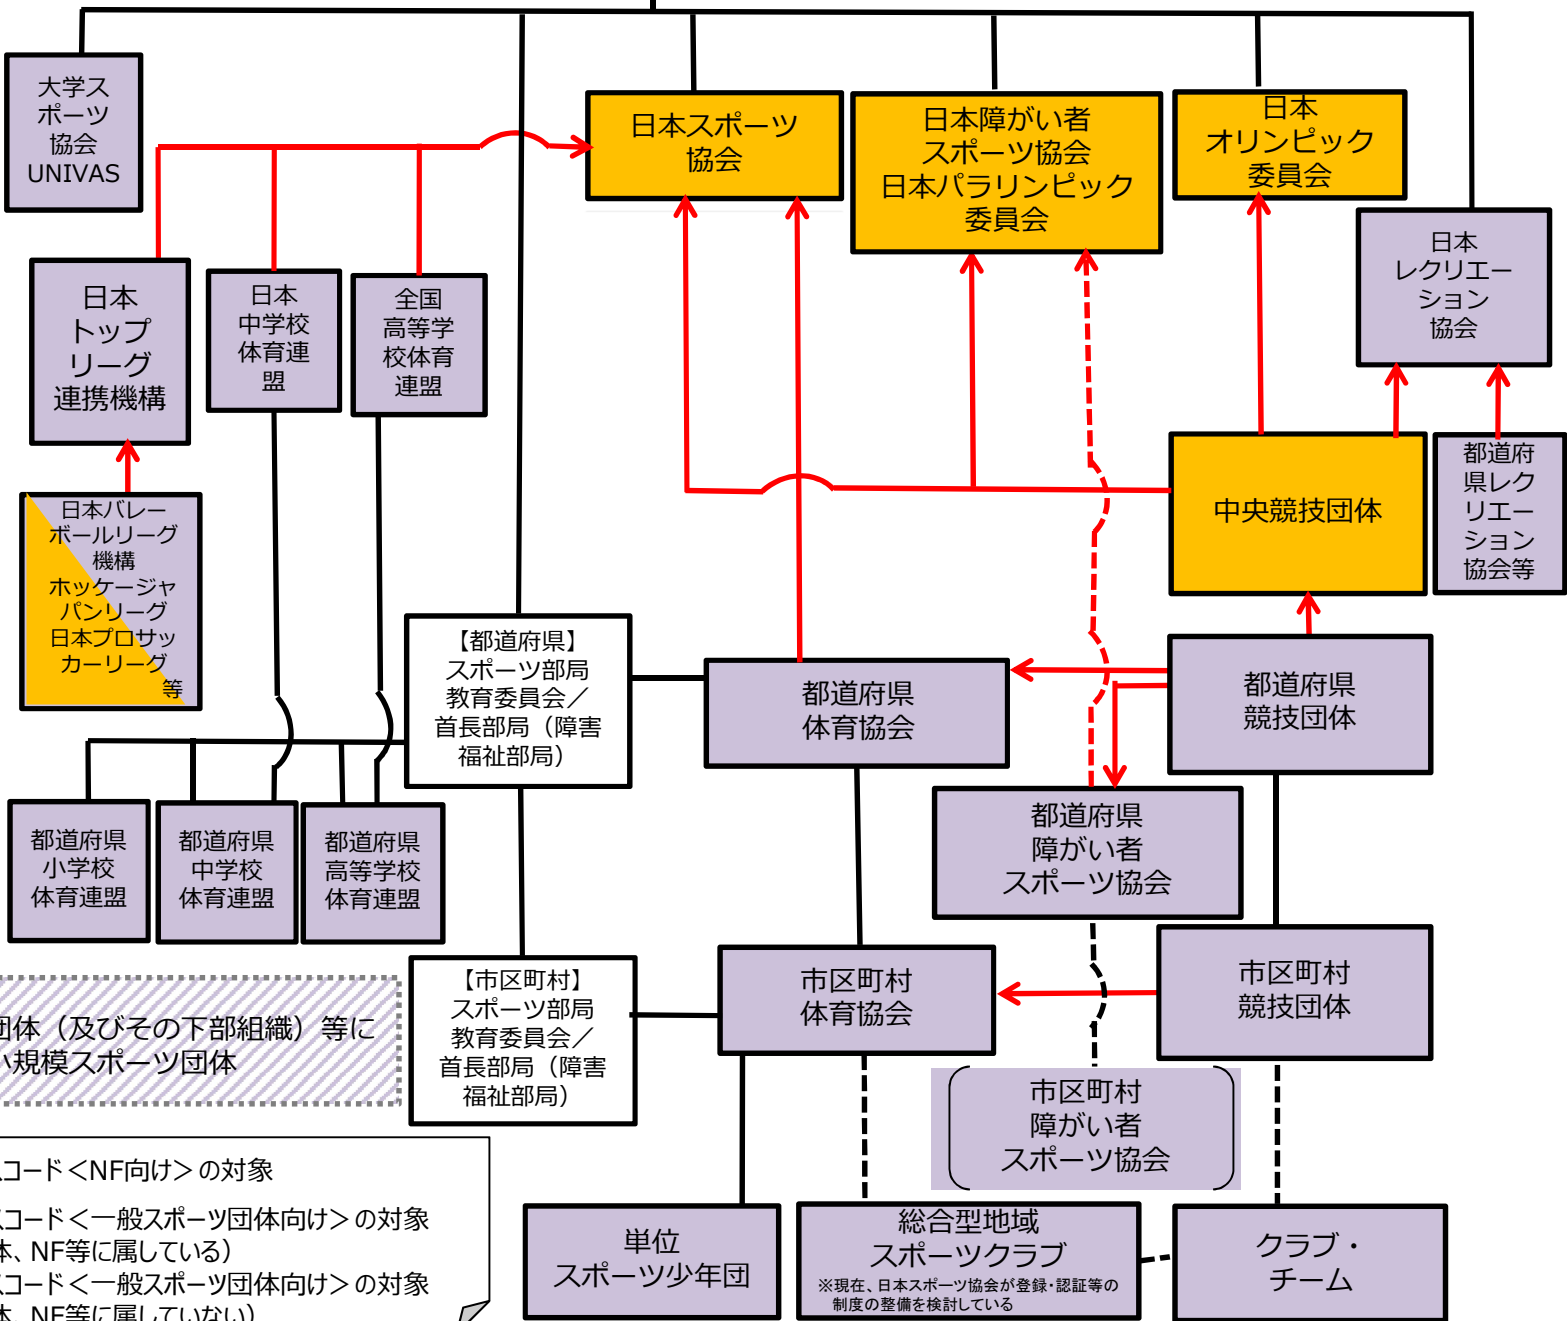 大学ス
ポーツ
協会
UNIVAS
日本スポーツ
協会
日本障がい者
スポーツ協会
日本パラリンピック
委員会
日本
オリンピック
委員会
日本
レクリエー
ション
協会
日本
トップ
リーグ
連携機構
日本
中学校
体育連
盟
全国
高等学
校体育
連盟
中央競技団体
都道府
県レク
リエー
ション
協会等
日本バレー
ボールリーグ
機構
ホッケージャ
パンリーグ
日本プロサッ
カーリーグ
等
【都道府県】
スポーツ部局
教育委員会／
首長部局（障害
福祉部局）
都道府県
体育協会
都道府県
競技団体
都道府県
小学校
体育連盟
都道府県
中学校
体育連盟
都道府県
高等学校
体育連盟
都道府県
障がい者
スポーツ協会
【市区町村】
スポーツ部局
教育委員会／
首長部局（障害
福祉部局）
市区町村
体育協会
市区町村
競技団体
団体（及びその下部組織）等に
小規模スポーツ団体
市区町村
障がい者
スポーツ協会
スコード＜NF向け＞の対象
スコード＜一般スポーツ団体向け＞の対象
体、NF等に属している）
スコード＜一般スポーツ団体向け＞の対象
体、NF等に属していない）
単位
スポーツ少年団
総合型地域
スポーツクラブ
※現在、日本スポーツ協会が登録・認証等の
制度の整備を検討している
クラブ・
チーム